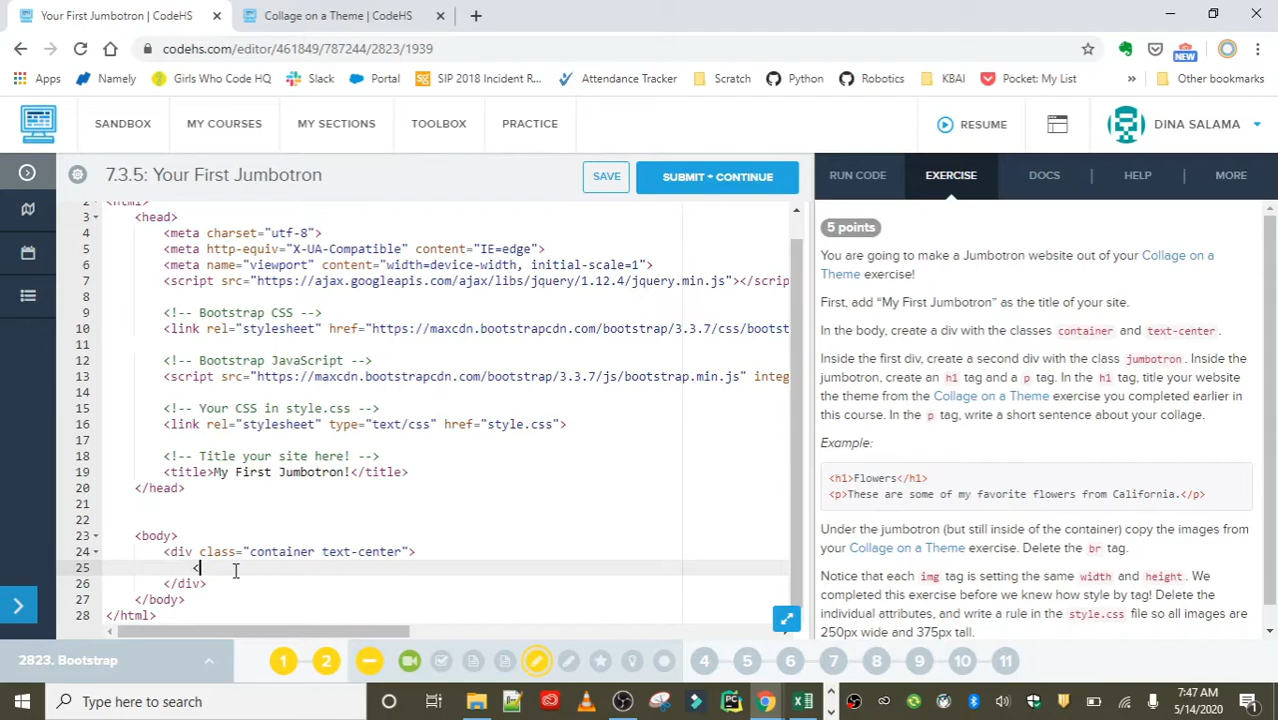 Your First Jumbotron | CodeHS
Collage on a Theme | CodeHS
codehs.com/editor/461849/787244/2823/1939
NEW
Apps
Namely
Girls Who Code HQ
Slack
Portal
SIP 2018 Incident R...
Attendance Tracker
Scratch
Python
Robotics
KBAI
Pocket: My List
»
Other bookmarks
SANDBOX
MY COURSES
MY SECTIONS
TOOLBOX
PRACTICE
RESUME
DINA SALAMA
7.3.5: Your First Jumbotron
SAVE
SUBMIT + CONTINUE
RUN CODE
EXERCISE
DOCS
HELP
MORE
2 <html>
3 <head>
4 <meta charset="utf-8">
5 <meta http-equiv="X-UA-Compatible" content="IE=edge">
6 <meta name="viewport" content="width=device-width, initial-scale=1">
7 <script src="https://ajax.googleapis.com/ajax/libs/jquery/1.12.4/jquery.min.js"></scrip
8
9 <!-- Bootstrap CSS -->
10 <link rel="stylesheet" href="https://maxcdn.bootstrapcdn.com/bootstrap/3.3.7/css/bootst
11
12 <!-- Bootstrap JavaScript -->
13 <script src="https://maxcdn.bootstrapcdn.com/bootstrap/3.3.7/js/bootstrap.min.js" integ
14
15 <!-- Your CSS in style.css -->
16 <link rel="stylesheet" type="text/css" href="style.css">
17
18 <!-- Title your site here! -->
19 <title>My First Jumbotron!</title>
20 </head>
21
22
23 <body>
24 <div class="container text-center">
25 <
26 </div>
27 </body>
28 </html>
5 points
You are going to make a Jumbotron website out of your Collage on a
Theme exercise!
First, add “My First Jumbotron” as the title of your site.
In the body, create a div with the classes container and text-center .
Inside the first div, create a second div with the class jumbotron. Inside the
jumbotron, create an h1 tag and a p tag. In the h1 tag, title your website
the theme from the Collage on a Theme exercise you completed earlier in
this course. In the p tag, write a short sentence about your collage.
Example:
<h1>Flowers</h1>
<p>These are some of my favorite flowers from California.</p>
Under the jumbotron (but still inside of the container) copy the images from
your Collage on a Theme exercise. Delete the br tag.
Notice that each img tag is setting the same width and height. We
completed this exercise before we knew how style by tag! Delete the
individual attributes, and write a rule in the style.css file so all images are
250px wide and 375px tall.
2823. Bootstrap
1
2
4
5
6
7
8
9
10
11
Type here to search
7:47 AM
5/14/2020
1